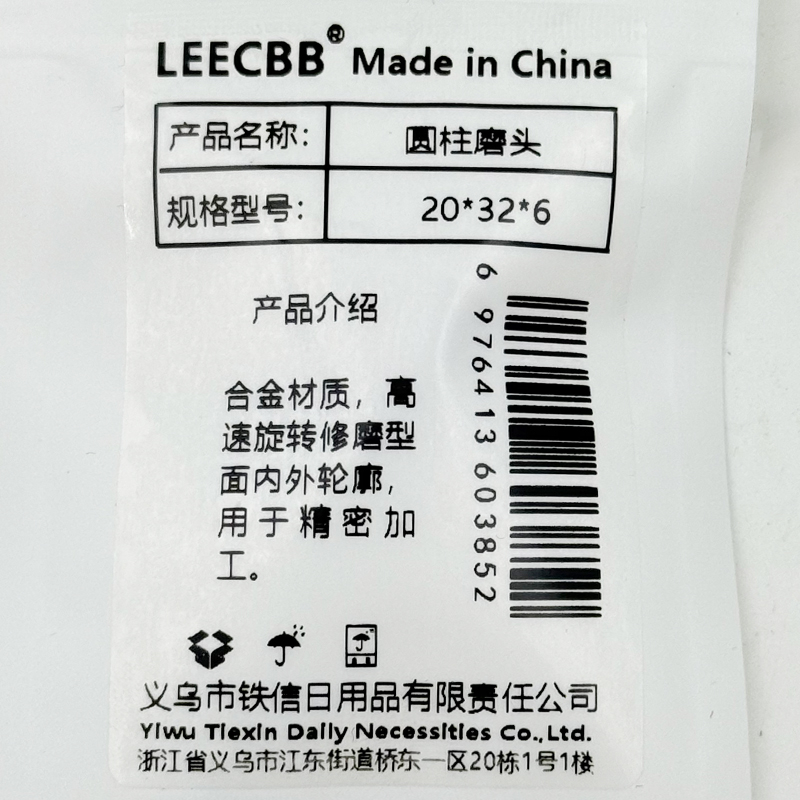 LEECBB® Made in China
产品名称: 圆柱磨头
规格型号: 20*32*6
产品介绍
合金材质，高
速旋转修磨型
面内外轮廓，
用于精密加
工。
6 976413 603852
义乌市铁信日用品有限责任公司
Yiwu Tiexin Daily Necessities Co.,Ltd.
浙江省义乌市江东街道桥东一区20栋1号1楼